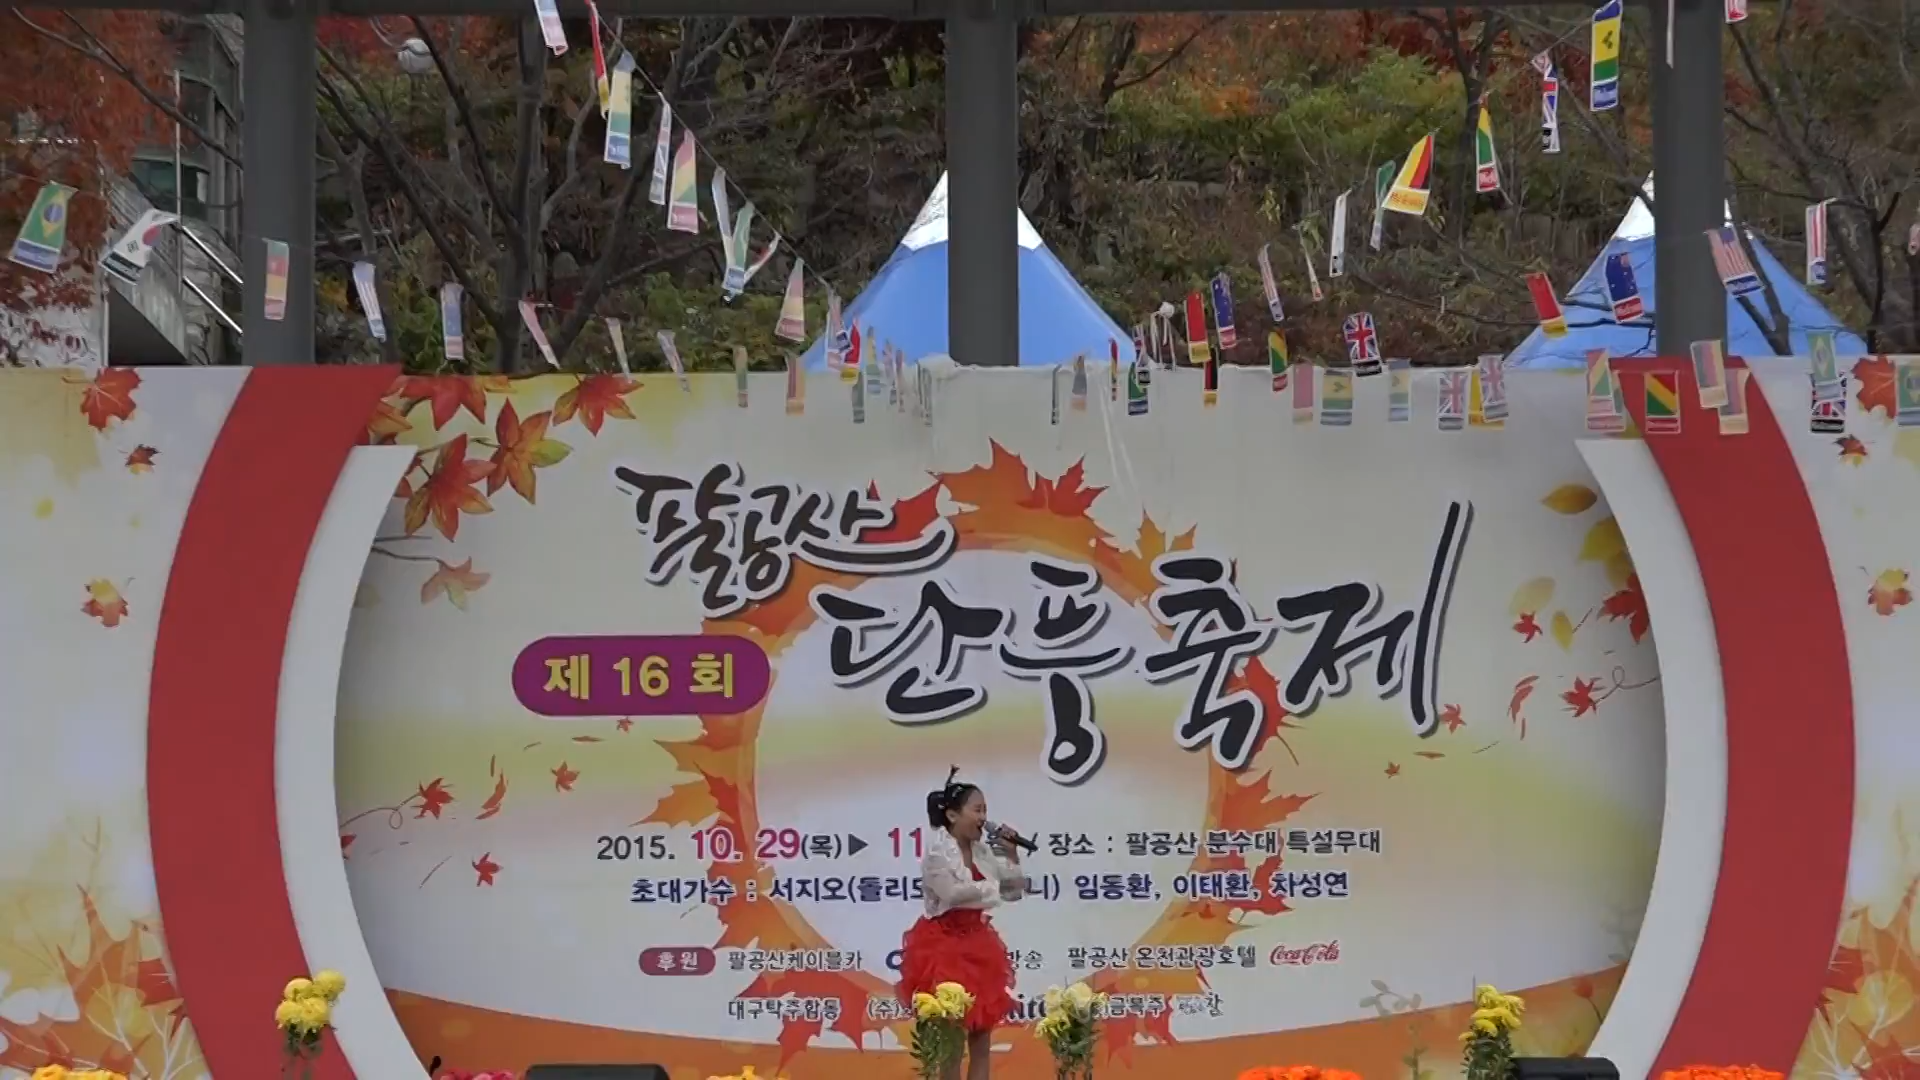 팔공산
단풍축제
제 16 회
2015. 10. 29(목)▶ 11 / 장소 : 팔공산 분수대 특설무대
초대가수 : 서지오(돌리도 니) 임동환, 이태환, 차성연
후원 팔공산케이블카 방송 팔공산 온천관광호텔 Coca-Cola
대구탁주합동 (주) 금복주